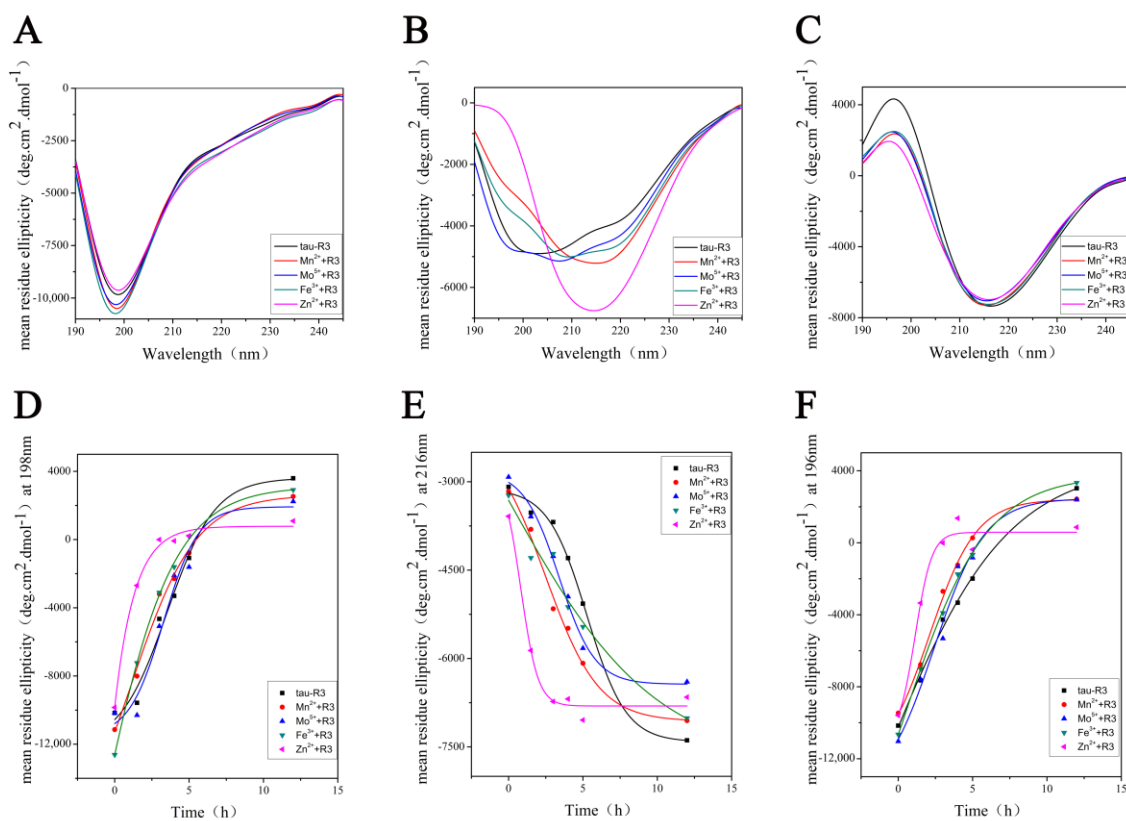 A
B
C
mean residue ellipticity (deg.cm².dmol⁻¹)
0
-2500
-5000
-7500
-10,000
190 200 210 220 230 240
Wavelength (nm)
tau-R3
Mn²⁺+R3
Mo⁵⁺+R3
Fe³⁺+R3
Zn²⁺+R3
mean residue ellipticity (deg.cm².dmol⁻¹)
0
-2000
-4000
-6000
190 200 210 220 230 240
Wavelength (nm)
tau-R3
Mn²⁺+R3
Mo⁵⁺+R3
Fe³⁺+R3
Zn²⁺+R3
mean residue ellipticity (deg.cm².dmol⁻¹)
4000
0
-4000
-8000
190 200 210 220 230 240
Wavelength (nm)
tau-R3
Mn²⁺+R3
Mo⁵⁺+R3
Fe³⁺+R3
Zn²⁺+R3
D
E
F
mean residue ellipticity (deg.cm².dmol⁻¹) at 198nm
4000
0
-4000
-8000
-12,000
0 5 10 15
Time (h)
tau-R3
Mn²⁺+R3
Mo⁵⁺+R3
Fe³⁺+R3
Zn²⁺+R3
mean residue ellipticity (deg.cm².dmol⁻¹) at 216nm
-3000
-4500
-6000
-7500
0 5 10 15
Time (h)
tau-R3
Mn²⁺+R3
Mo⁵⁺+R3
Fe³⁺+R3
Zn²⁺+R3
mean residue ellipticity (deg.cm².dmol⁻¹) at 196nm
4000
0
-4000
-8000
-12,000
0 5 10 15
Time (h)
tau-R3
Mn²⁺+R3
Mo⁵⁺+R3
Fe³⁺+R3
Zn²⁺+R3